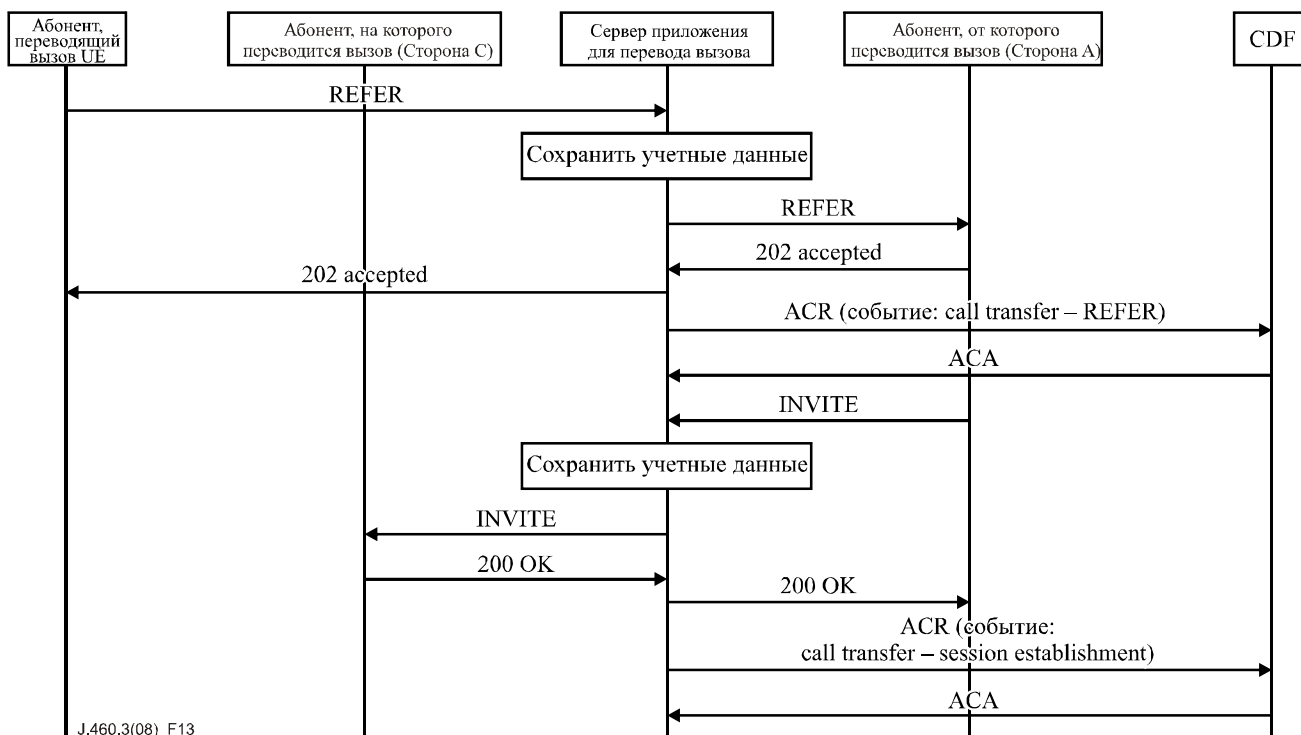 Абонент,
переводящий
вызов UE
Абонент, на которого
переводится вызов (Сторона C)
Сервер приложения
для перевода вызова
Абонент, от которого
переводится вызов (Сторона A)
CDF
REFER
Сохранить учетные данные
REFER
202 accepted
202 accepted
ACR (событие: call transfer – REFER)
ACA
INVITE
Сохранить учетные данные
INVITE
200 OK
200 OK
ACR (событие:
call transfer – session establishment)
ACA
J.460.3(08)_F13